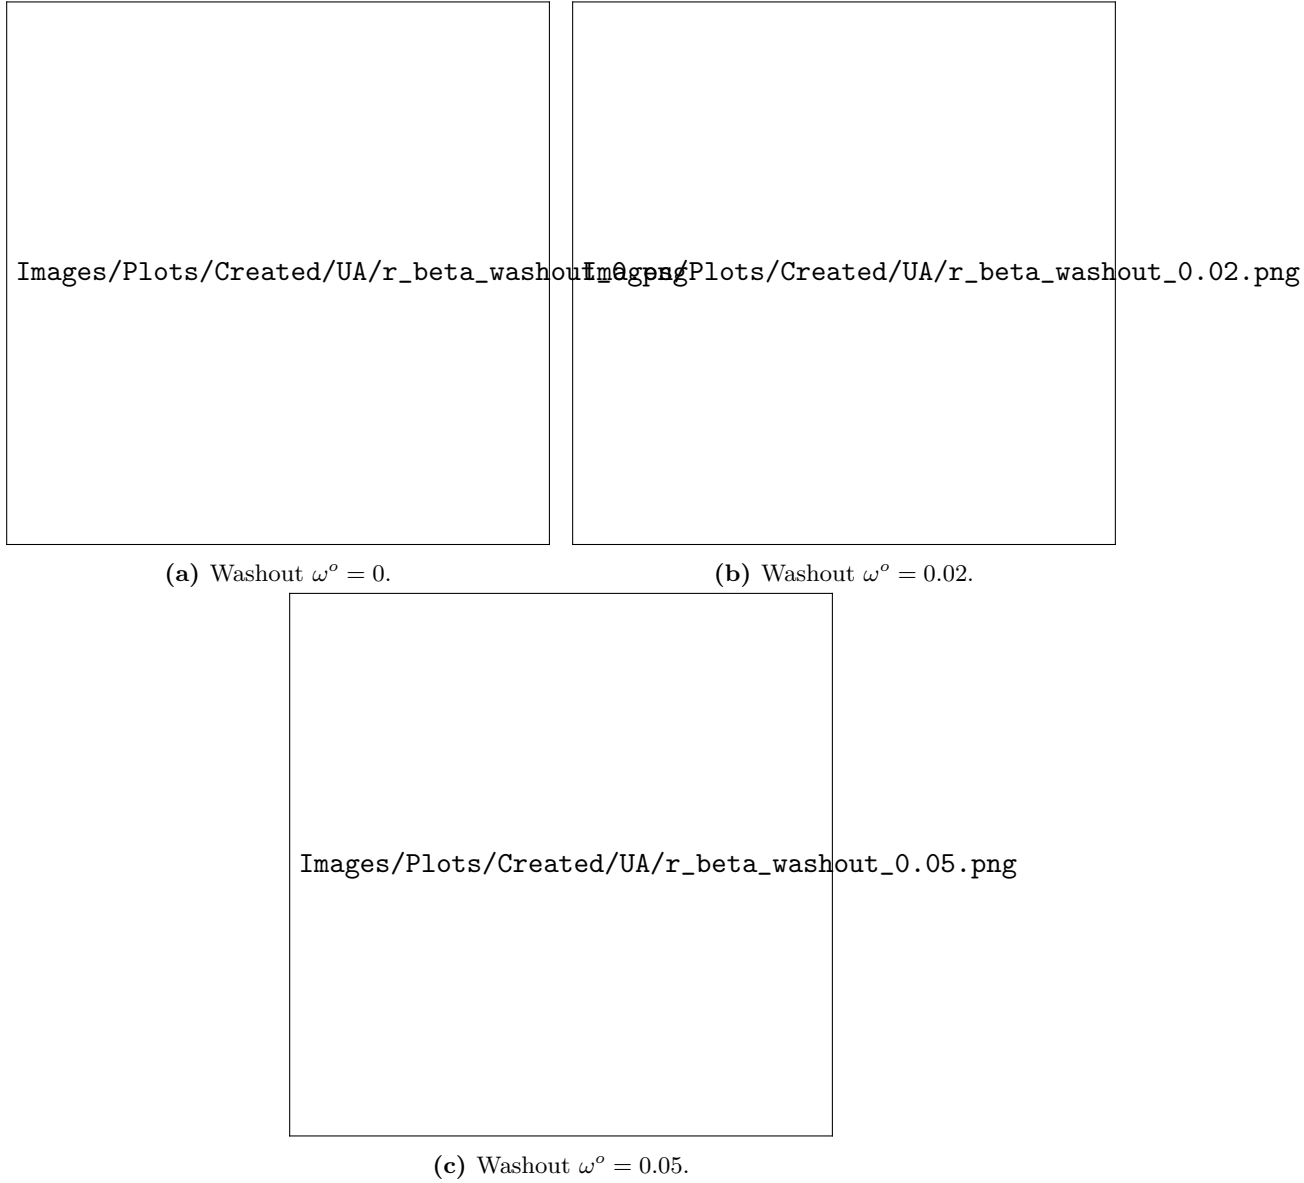 Images/Plots/Created/UA/r_beta_washout_0.png
Images/Plots/Created/UA/r_beta_washout_0.02.png
(a) Washout ω^o = 0.
(b) Washout ω^o = 0.02.
Images/Plots/Created/UA/r_beta_washout_0.05.png
(c) Washout ω^o = 0.05.